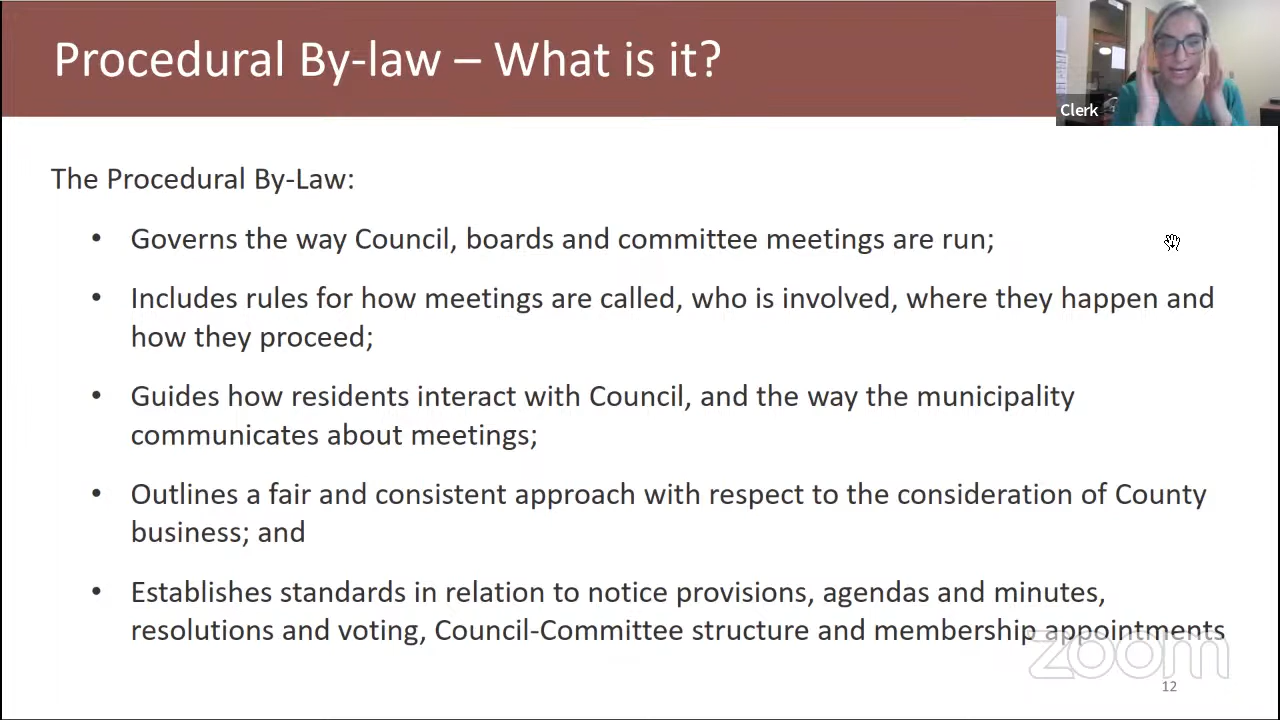 Procedural By-law – What is it?
Clerk
The Procedural By-Law:
• Governs the way Council, boards and committee meetings are run;
• Includes rules for how meetings are called, who is involved, where they happen and
how they proceed;
• Guides how residents interact with Council, and the way the municipality
communicates about meetings;
• Outlines a fair and consistent approach with respect to the consideration of County
business; and
• Establishes standards in relation to notice provisions, agendas and minutes,
resolutions and voting, Council-Committee structure and membership appointments
zoom
12